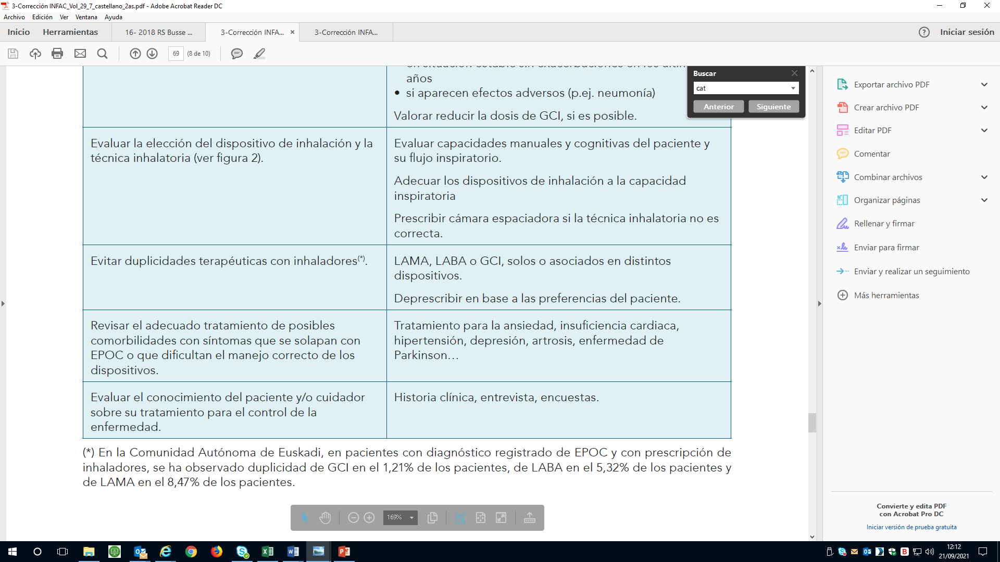 3-Corrección INFAC_Vol_29_7_castellano_2as.pdf - Adobe Acrobat Reader DC
Archivo Edición Ver Ventana Ayuda
Inicio Herramientas 16- 2018 RS Busse ... 3-Corrección INFA... × 3-Corrección INFA... Iniciar sesión
69 (8 de 10)
años
• si aparecen efectos adversos (p.ej. neumonía)
Valorar reducir la dosis de GCI, si es posible.
Evaluar la elección del dispositivo de inhalación y la
técnica inhalatoria (ver figura 2).
Evaluar capacidades manuales y cognitivas del paciente y
su flujo inspiratorio.
Adecuar los dispositivos de inhalación a la capacidad
inspiratoria
Prescribir cámara espaciadora si la técnica inhalatoria no es
correcta.
Evitar duplicidades terapéuticas con inhaladores(*).
LAMA, LABA o GCI, solos o asociados en distintos
dispositivos.
Deprescribir en base a las preferencias del paciente.
Revisar el adecuado tratamiento de posibles
comorbilidades con síntomas que se solapan con
EPOC o que dificultan el manejo correcto de los
dispositivos.
Tratamiento para la ansiedad, insuficiencia cardiaca,
hipertensión, depresión, artrosis, enfermedad de
Parkinson…
Evaluar el conocimiento del paciente y/o cuidador
sobre su tratamiento para el control de la
enfermedad.
Historia clínica, entrevista, encuestas.
(*) En la Comunidad Autónoma de Euskadi, en pacientes con diagnóstico registrado de EPOC y con prescripción de
inhaladores, se ha observado duplicidad de GCI en el 1,21% de los pacientes, de LABA en el 5,32% de los pacientes y
de LAMA en el 8,47% de los pacientes.
Buscar
cat
Anterior Siguiente
Exportar archivo PDF
Crear archivo PDF
Editar PDF
Comentar
Combinar archivos
Organizar páginas
Rellenar y firmar
Enviar para firmar
Enviar y realizar un seguimiento
Más herramientas
Convierte y edita PDF
con Acrobat Pro DC
Iniciar versión de prueba gratuita
169%
12:12
21/09/2021